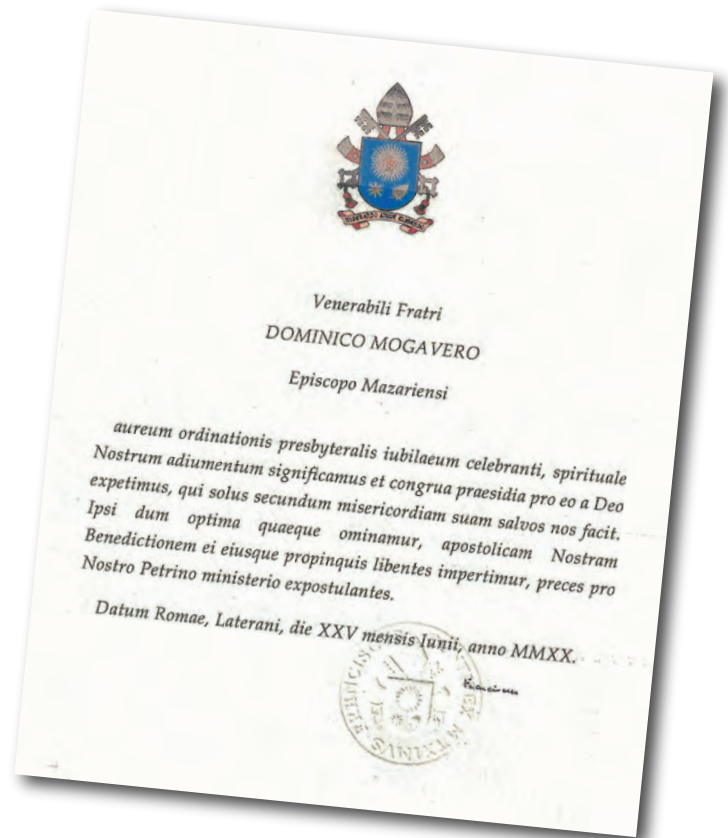 Venerabili Fratri
DOMINICO MOGAVERO
Episcopo Mazariensi
aureum ordinationis presbyteralis iubilaeum celebranti, spirituale
Nostrum adiumentum significamus et congrua praesidia pro eo a Deo
expetimus, qui solus secundum misericordiam suam salvos nos facit.
Ipsi dum optima quaeque ominamur, apostolicam Nostram
Benedictionem ei eiusque propinquis libentes impertimur, preces pro
Nostro Petrino ministerio expostulantes.
Datum Romae, Laterani, die XXV mensis Iunii, anno MMXX.
Franciscus